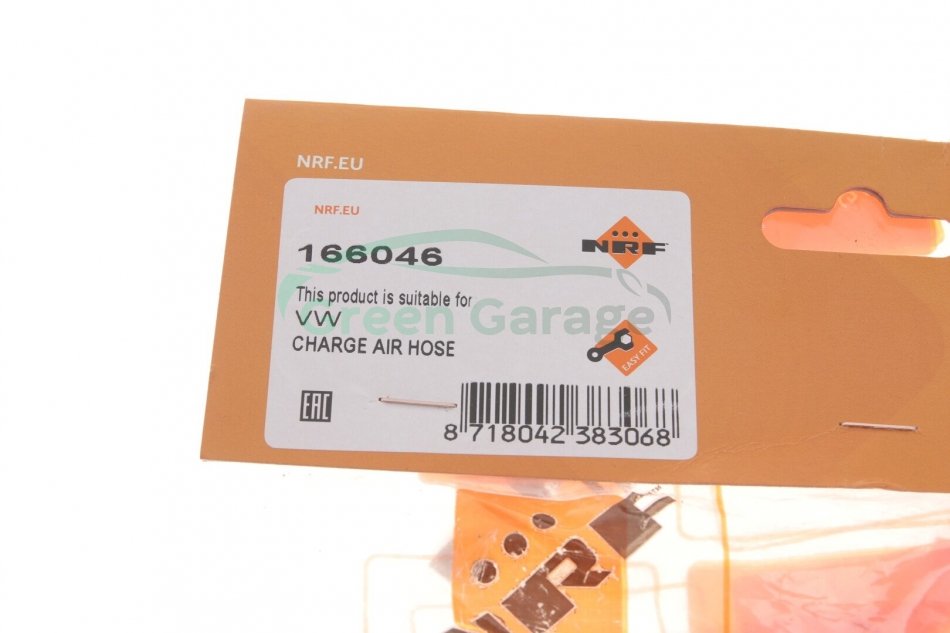 NRF.EU
NRF.EU
166046
NRF
This product is suitable for
VW
Green Garage
CHARGE AIR HOSE
EASY FIT
EAC
8 718042 383068
NRF